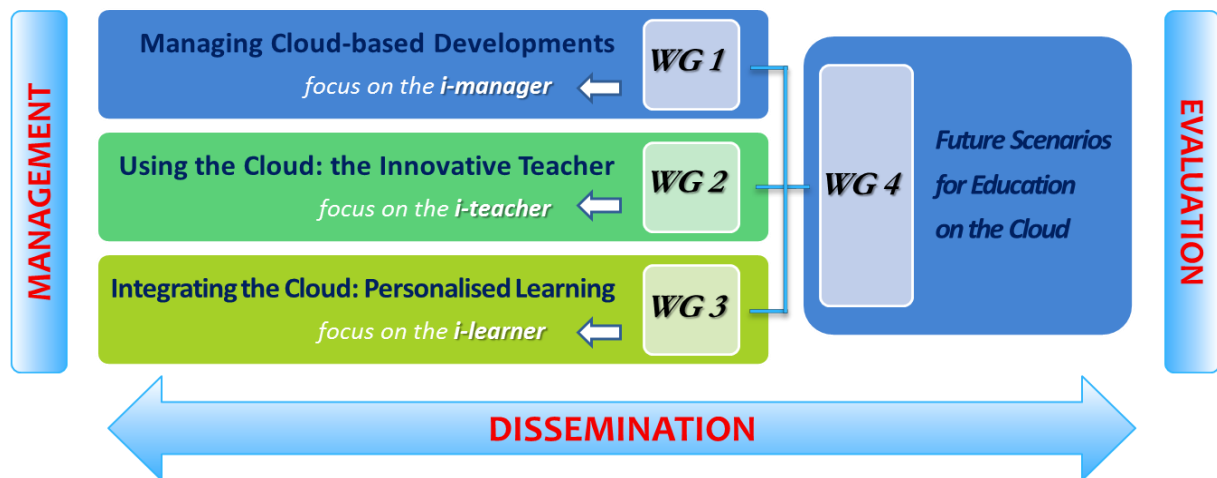 MANAGEMENT
Managing Cloud-based Developments
focus on the i-manager
WG 1
Using the Cloud: the Innovative Teacher
focus on the i-teacher
WG 2
Integrating the Cloud: Personalised Learning
focus on the i-learner
WG 3
WG 4
Future Scenarios
for Education
on the Cloud
EVALUATION
DISSEMINATION